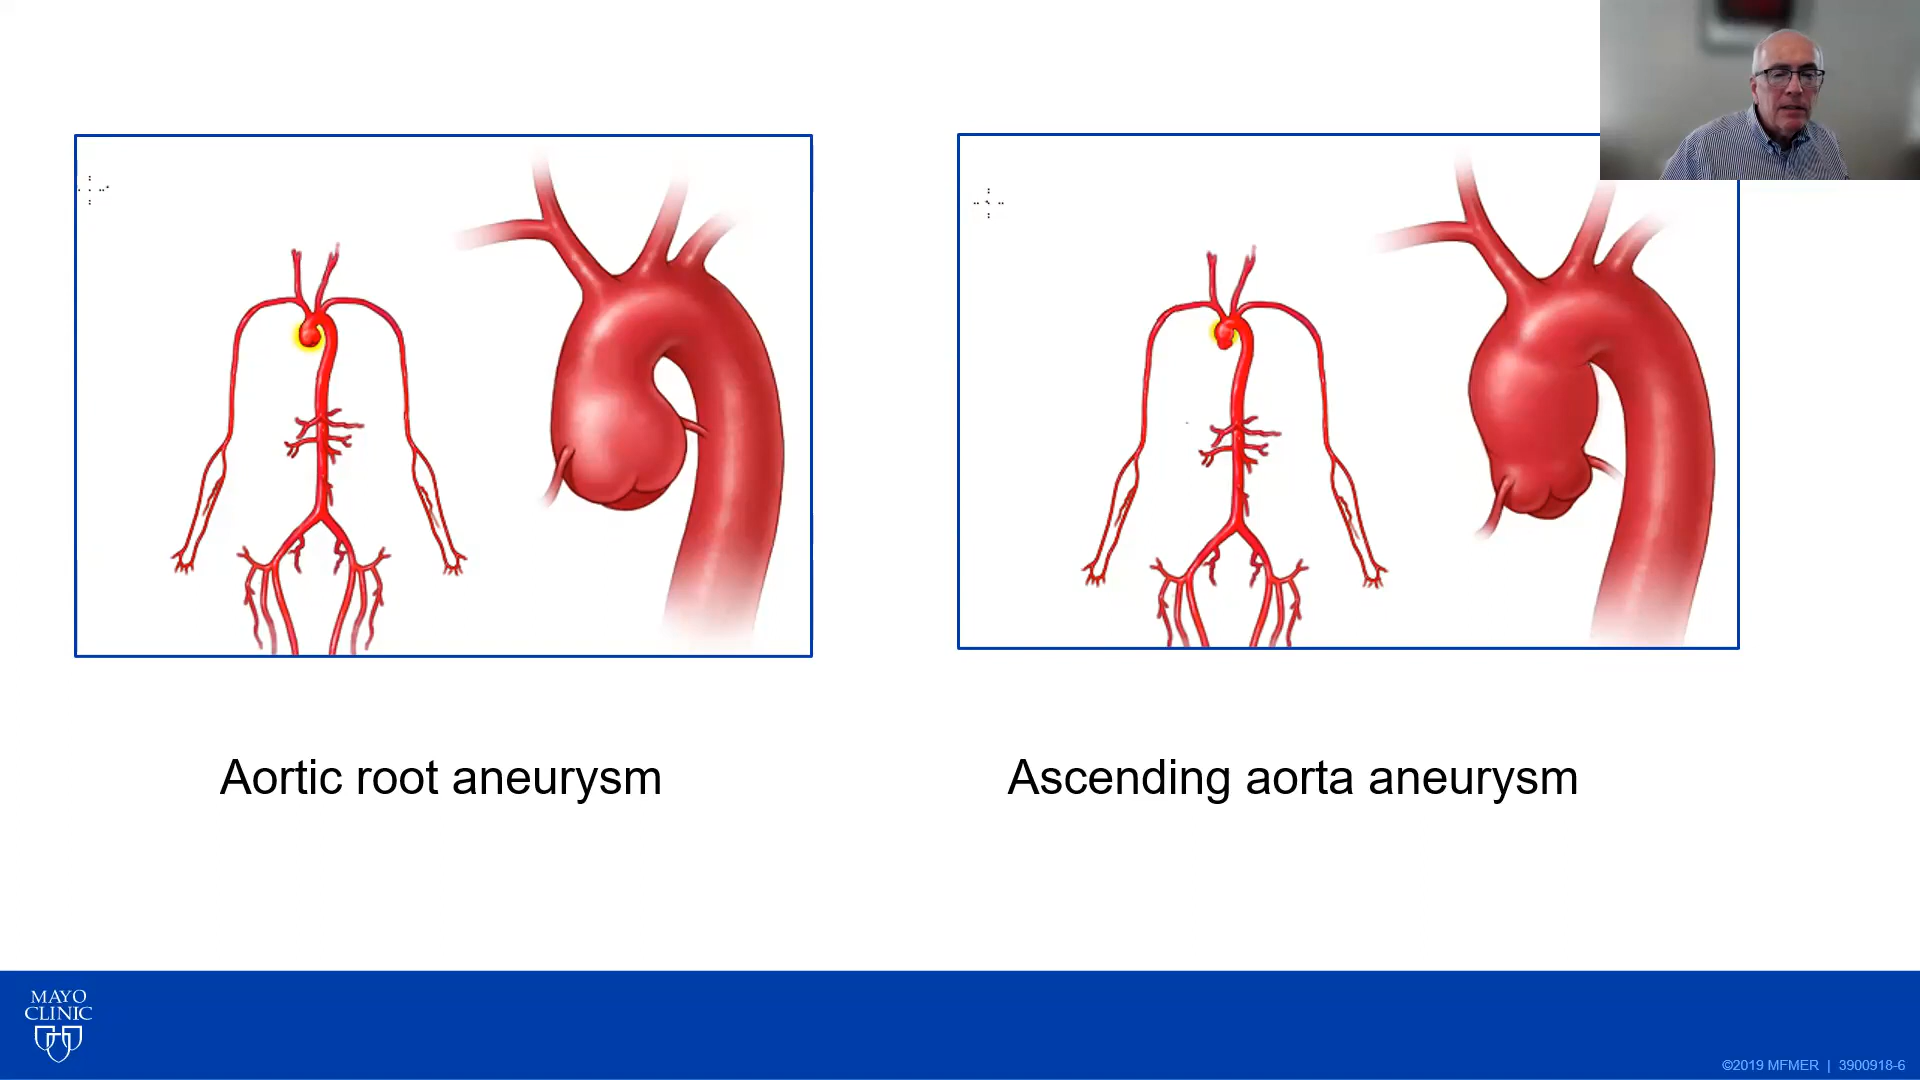 Aortic root aneurysm
Ascending aorta aneurysm
MAYO
CLINIC
©2019 MFMER | 3900918-6